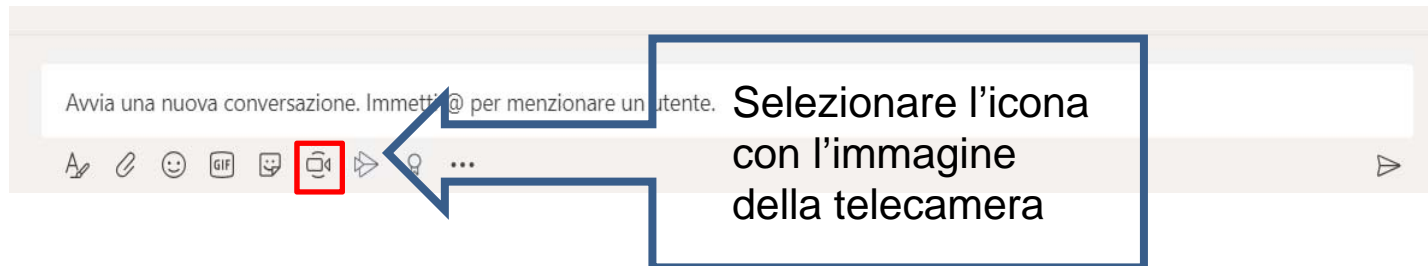 Avvia una nuova conversazione. Immetti @ per menzionare un utente.
GIF
Selezionare l’icona
con l’immagine
della telecamera